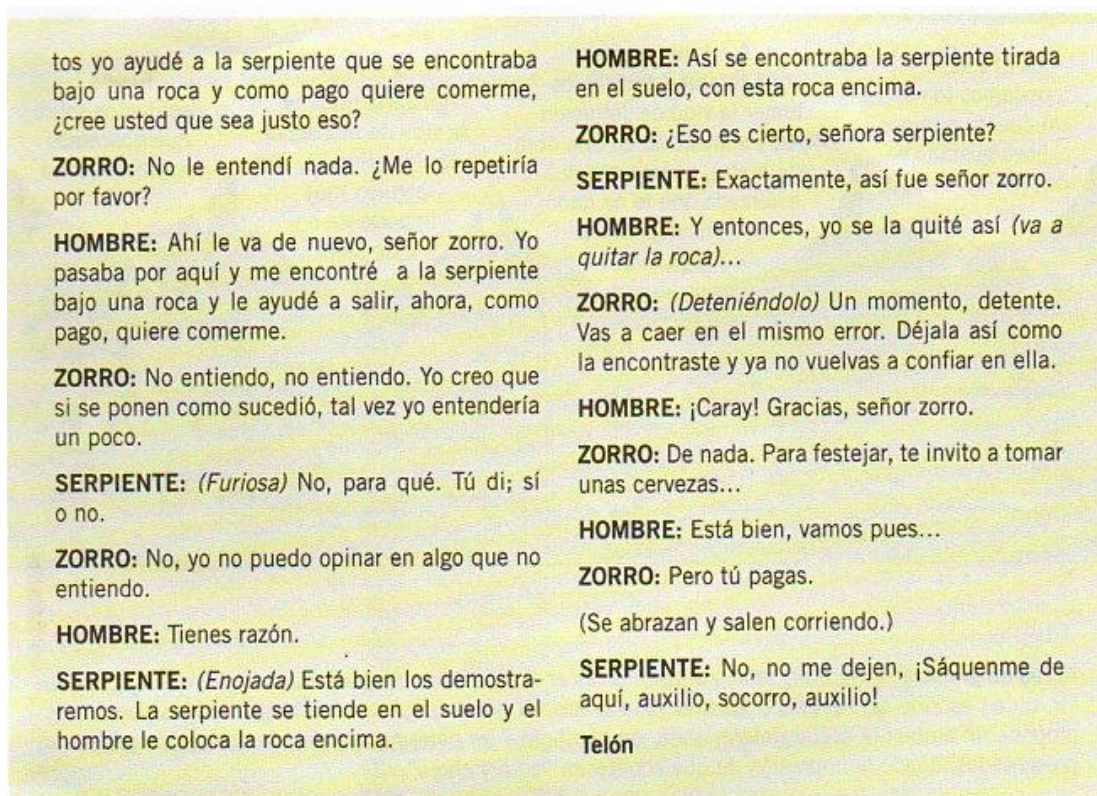 tos yo ayudé a la serpiente que se encontraba
bajo una roca y como pago quiere comerme,
¿cree usted que sea justo eso?
ZORRO: No le entendí nada. ¿Me lo repetiría
por favor?
HOMBRE: Ahí le va de nuevo, señor zorro. Yo
pasaba por aquí y me encontré a la serpiente
bajo una roca y le ayudé a salir, ahora, como
pago, quiere comerme.
ZORRO: No entiendo, no entiendo. Yo creo que
si se ponen como sucedió, tal vez yo entendería
un poco.
SERPIENTE: (Furiosa) No, para qué. Tú di; sí
o no.
ZORRO: No, yo no puedo opinar en algo que no
entiendo.
HOMBRE: Tienes razón.
SERPIENTE: (Enojada) Está bien los demostra-
remos. La serpiente se tiende en el suelo y el
hombre le coloca la roca encima.
HOMBRE: Así se encontraba la serpiente tirada
en el suelo, con esta roca encima.
ZORRO: ¿Eso es cierto, señora serpiente?
SERPIENTE: Exactamente, así fue señor zorro.
HOMBRE: Y entonces, yo se la quité así (va a
quitar la roca)...
ZORRO: (Deteniéndolo) Un momento, detente.
Vas a caer en el mismo error. Déjala así como
la encontraste y ya no vuelvas a confiar en ella.
HOMBRE: ¡Caray! Gracias, señor zorro.
ZORRO: De nada. Para festejar, te invito a tomar
unas cervezas...
HOMBRE: Está bien, vamos pues...
ZORRO: Pero tú pagas.
(Se abrazan y salen corriendo.)
SERPIENTE: No, no me dejen, ¡Sáquenme de
aquí, auxilio, socorro, auxilio!
Telón